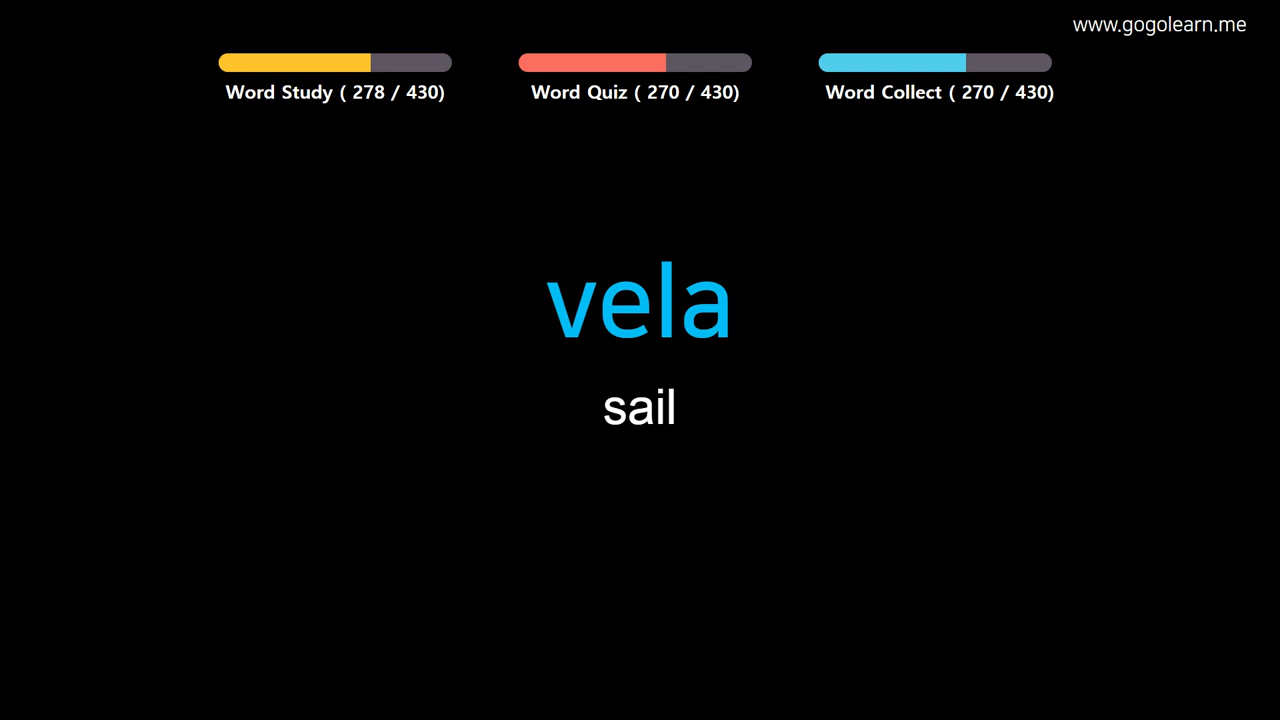 www.gogolearn.me
Word Study ( 278 / 430)
Word Quiz ( 270 / 430)
Word Collect ( 270 / 430)
vela
sail